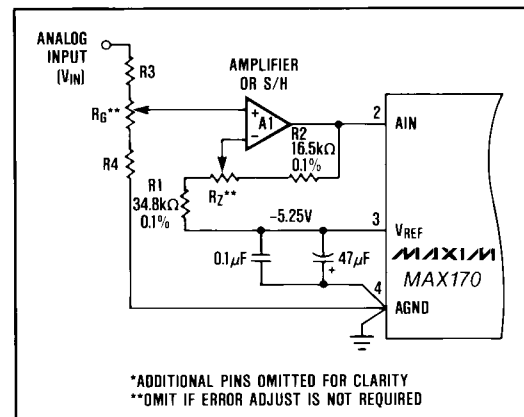 ANALOG
INPUT
(VIN)
R3
AMPLIFIER
OR S/H
RG**
+
A1
−
R2
16.5kΩ
0.1%
2
AIN
R4
R1
34.8kΩ
0.1%
RZ**
−5.25V
3
VREF
0.1μF
47μF
+
MAXIM
MAX170
4
AGND
*ADDITIONAL PINS OMITTED FOR CLARITY
**OMIT IF ERROR ADJUST IS NOT REQUIRED